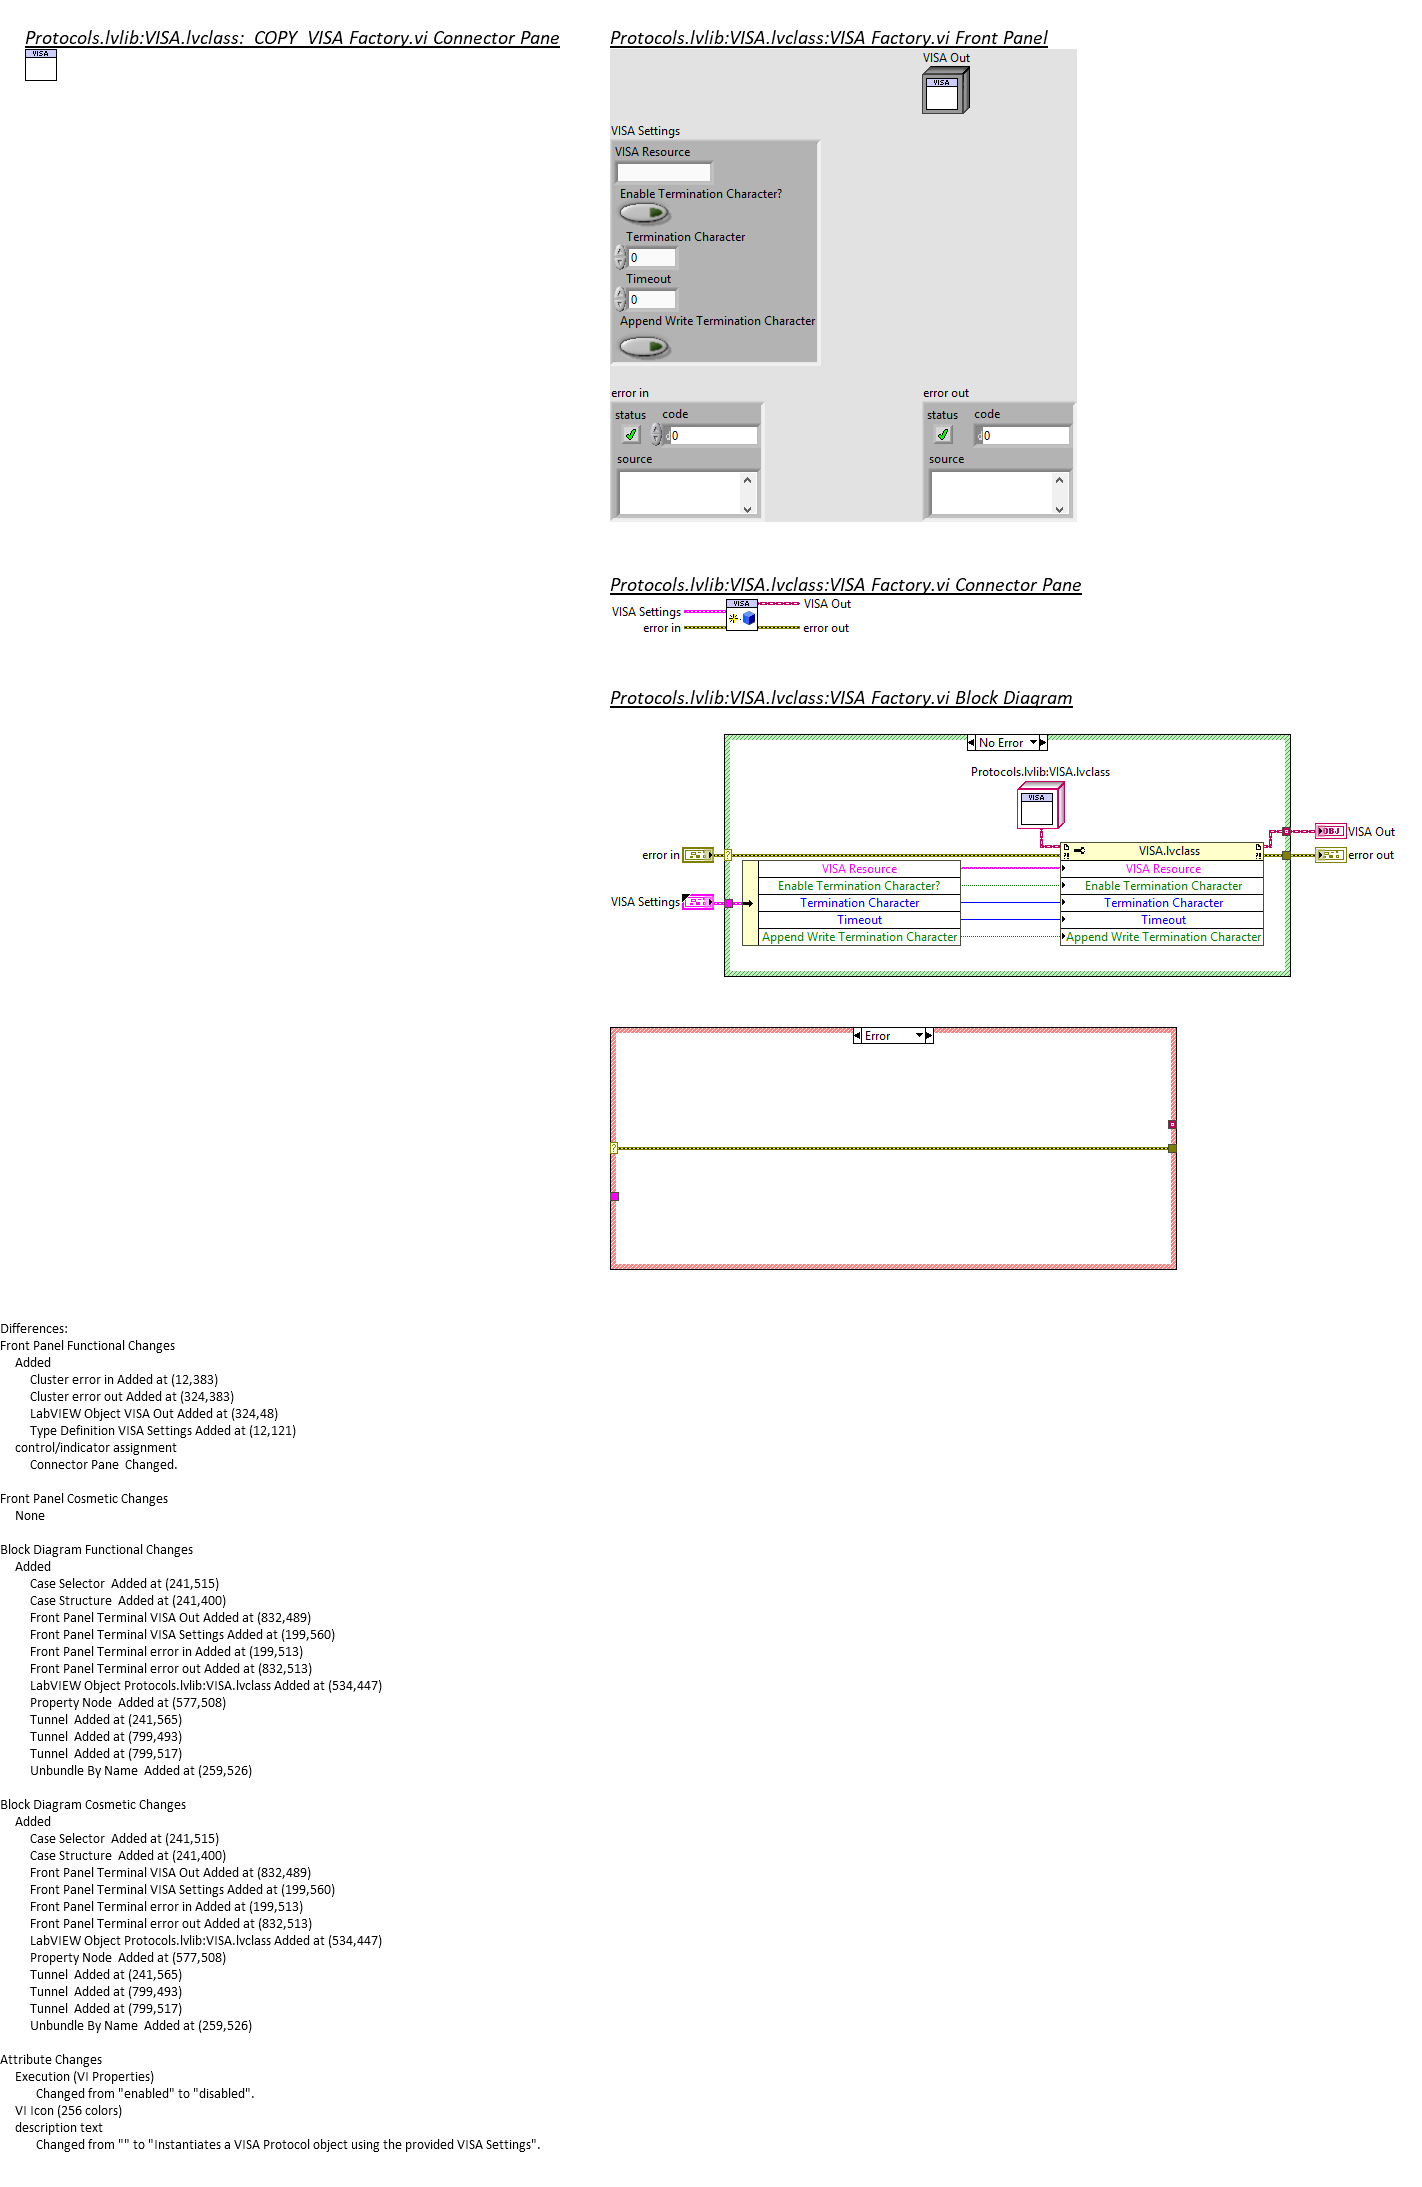 Protocols.lvlib:VISA.lvclass:_COPY_VISA Factory.vi Connector Pane
VISA
Protocols.lvlib:VISA.lvclass:VISA Factory.vi Front Panel
VISA Out
VISA
VISA Settings
VISA Resource
Enable Termination Character?
Termination Character
0
Timeout
0
Append Write Termination Character
error in
status code
d 0
source
error out
status code
d 0
source
Protocols.lvlib:VISA.lvclass:VISA Factory.vi Connector Pane
VISA Settings VISA VISA Out
error in error out
Protocols.lvlib:VISA.lvclass:VISA Factory.vi Block Diagram
No Error
Protocols.lvlib:VISA.lvclass
VISA
OBJ VISA Out
VISA.lvclass
error in ? ?! ?! error out
VISA Resource VISA Resource
Enable Termination Character? Enable Termination Character
VISA Settings Termination Character Termination Character
Timeout Timeout
Append Write Termination Character Append Write Termination Character
Error
?
Differences:
Front Panel Functional Changes
Added
Cluster error in Added at (12,383)
Cluster error out Added at (324,383)
LabVIEW Object VISA Out Added at (324,48)
Type Definition VISA Settings Added at (12,121)
control/indicator assignment
Connector Pane  Changed.
Front Panel Cosmetic Changes
None
Block Diagram Functional Changes
Added
Case Selector  Added at (241,515)
Case Structure  Added at (241,400)
Front Panel Terminal VISA Out Added at (832,489)
Front Panel Terminal VISA Settings Added at (199,560)
Front Panel Terminal error in Added at (199,513)
Front Panel Terminal error out Added at (832,513)
LabVIEW Object Protocols.lvlib:VISA.lvclass Added at (534,447)
Property Node  Added at (577,508)
Tunnel  Added at (241,565)
Tunnel  Added at (799,493)
Tunnel  Added at (799,517)
Unbundle By Name  Added at (259,526)
Block Diagram Cosmetic Changes
Added
Case Selector  Added at (241,515)
Case Structure  Added at (241,400)
Front Panel Terminal VISA Out Added at (832,489)
Front Panel Terminal VISA Settings Added at (199,560)
Front Panel Terminal error in Added at (199,513)
Front Panel Terminal error out Added at (832,513)
LabVIEW Object Protocols.lvlib:VISA.lvclass Added at (534,447)
Property Node  Added at (577,508)
Tunnel  Added at (241,565)
Tunnel  Added at (799,493)
Tunnel  Added at (799,517)
Unbundle By Name  Added at (259,526)
Attribute Changes
Execution (VI Properties)
Changed from "enabled" to "disabled".
VI Icon (256 colors)
description text
Changed from "" to "Instantiates a VISA Protocol object using the provided VISA Settings".